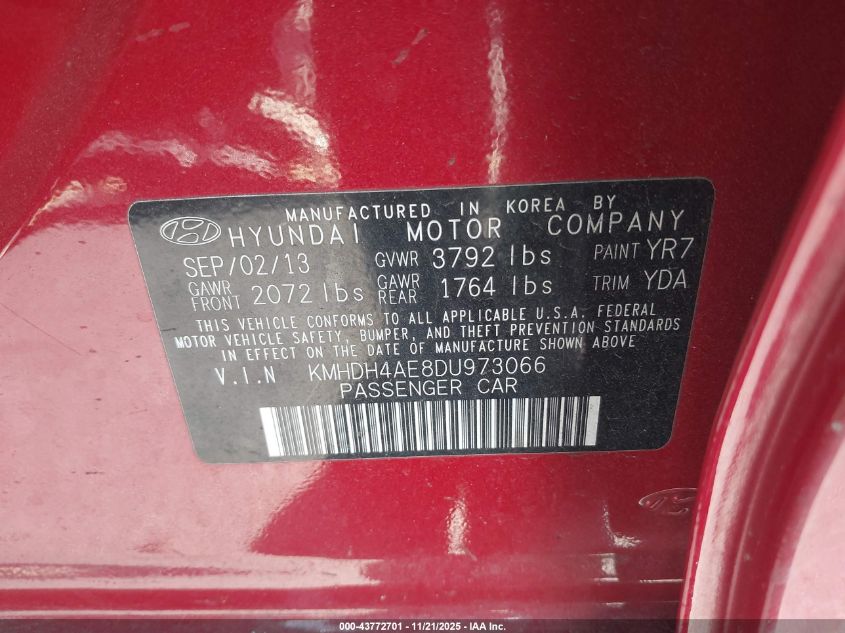 MANUFACTURED IN KOREA BY
HYUNDAI MOTOR COMPANY
SEP/02/13 GVWR 3792 lbs PAINT YR7
GAWR FRONT 2072 lbs GAWR REAR 1764 lbs TRIM YDA
THIS VEHICLE CONFORMS TO ALL APPLICABLE U.S.A. FEDERAL
MOTOR VEHICLE SAFETY, BUMPER, AND THEFT PREVENTION STANDARDS
IN EFFECT ON THE DATE OF MANUFACTURE SHOWN ABOVE.
V.I.N KMHDH4AE8DU973066
PASSENGER CAR
000-43772701 - 11/21/2025 - IAA Inc.